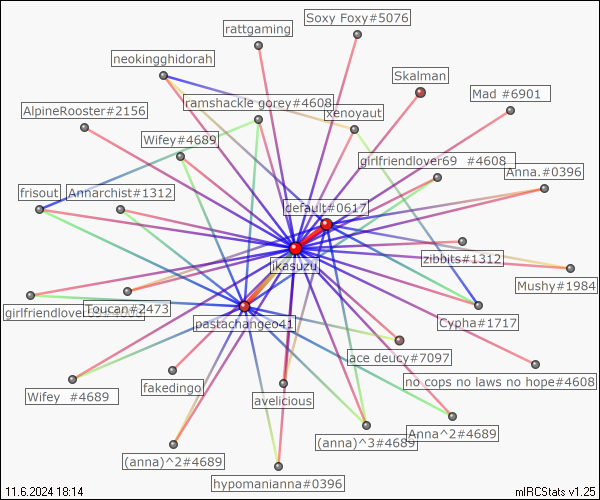 Soxy Foxy#5076
rattgaming
neokingghidorah
Skalman
Mad #6901
ramshackle gorey#4608
AlpineRooster#2156
xenoyaut
Wifey#4689
girlfriendlover69 #4608
Anna.#0396
frisout
Annarchist#1312
default#0617
zibbits#1312
ikasuzu
Mushy#1984
Toucan#2473
Cypha#1717
pastachangeo41
ace deucy#7097
no cops no laws no hope#4608
fakedingo
Wifey #4689
avelicious
Anna^2#4689
(anna)^3#4689
(anna)^2#4689
hypomanianna#0396
11.6.2024 18:14
mIRCStats v1.25